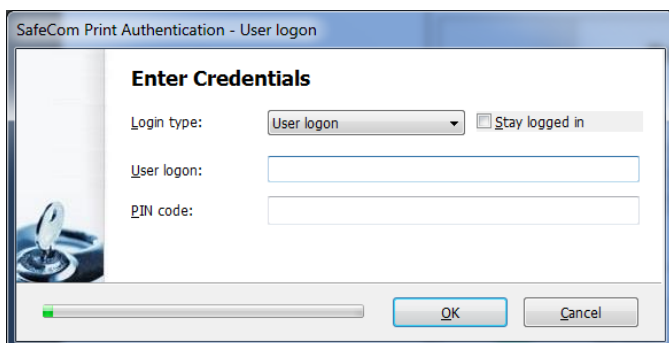 SafeCom Print Authentication - User logon
Enter Credentials
Login type: User logon Stay logged in
User logon:
PIN code:
OK Cancel